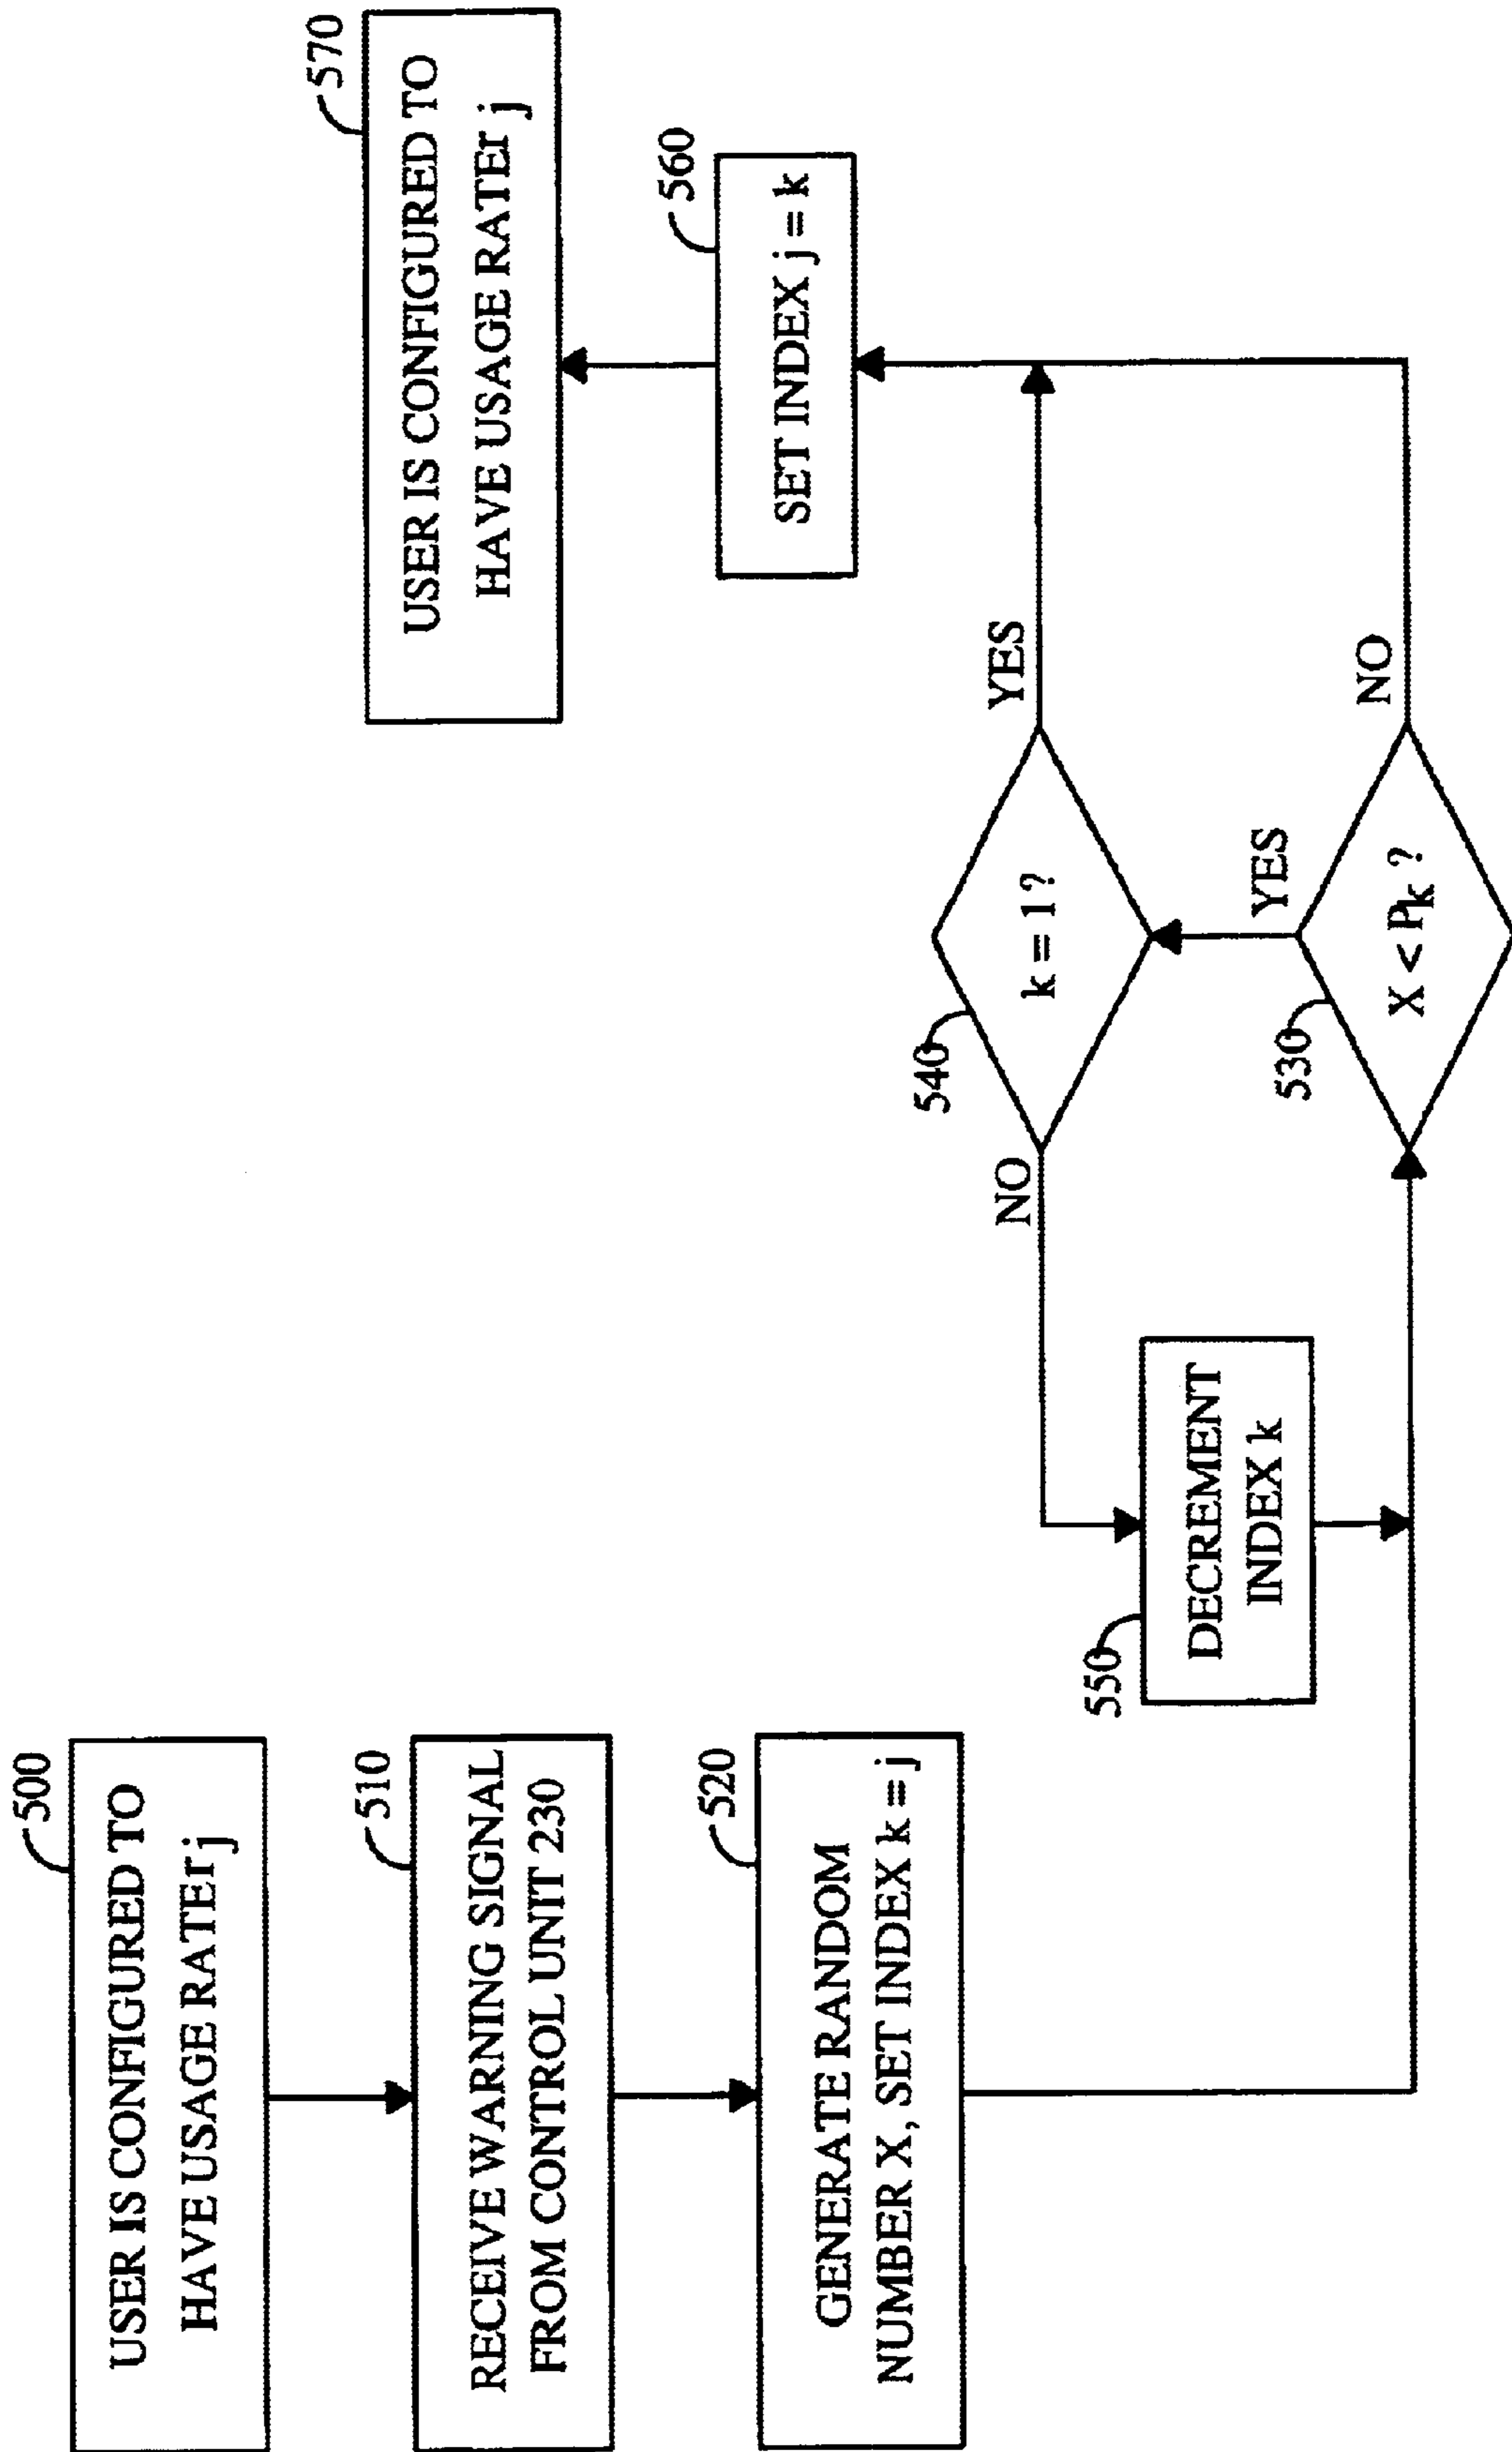 500
USER IS CONFIGURED TO
HAVE USAGE RATE r j
510
RECEIVE WARNING SIGNAL
FROM CONTROL UNIT 230
520
GENERATE RANDOM
NUMBER X, SET INDEX k = j
550
DECREMENT
INDEX k
540
k = 1 ?
NO
YES
530
X < Pk ?
YES
NO
560
SET INDEX j = k
570
USER IS CONFIGURED TO
HAVE USAGE RATE r j